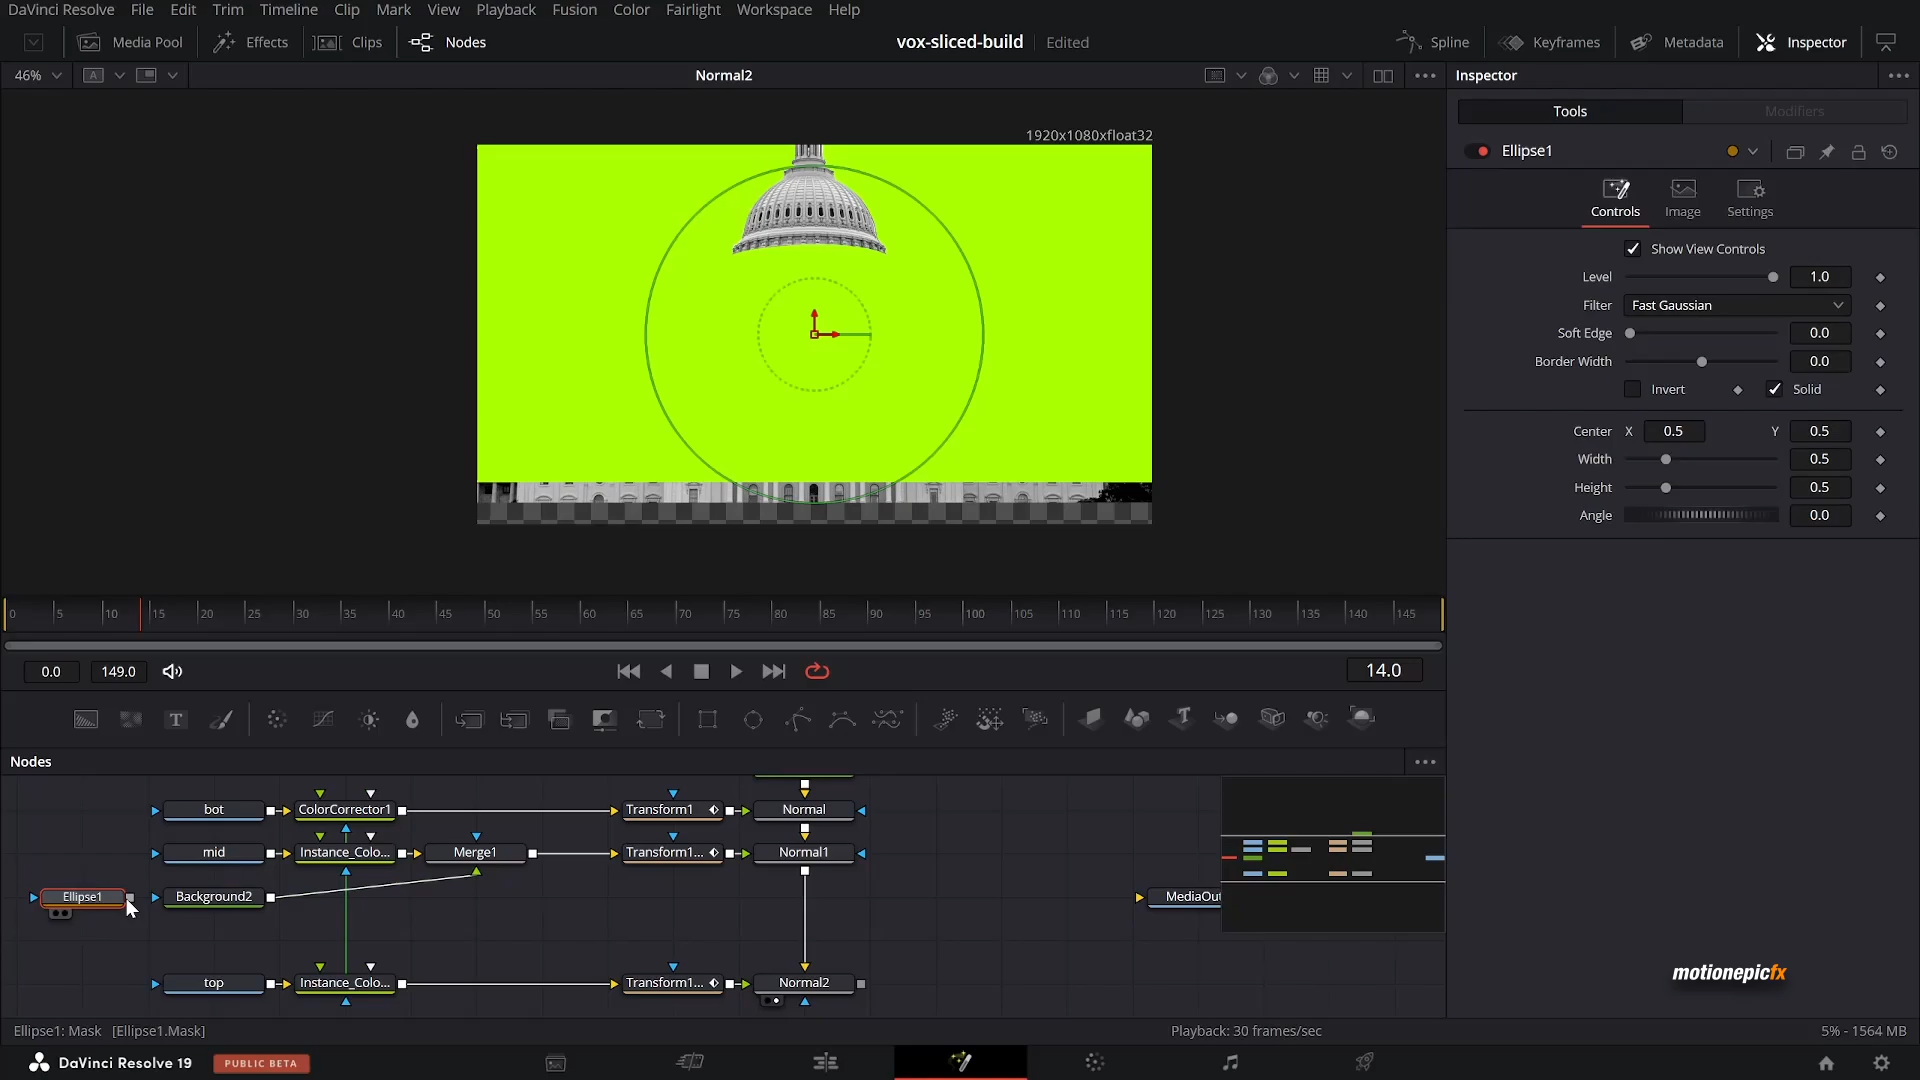 DaVinci Resolve File Edit Trim Timeline Clip Mark View Playback Fusion Color Fairlight Workspace Help
Media Pool Effects Clips Nodes vox-sliced-build Edited Spline Keyframes Metadata Inspector
46% A Normal2 Inspector
Tools Modifiers
1920x1080xfloat32
Ellipse1
Controls Image Settings
Show View Controls
Level 1.0
Filter Fast Gaussian
Soft Edge 0.0
Border Width 0.0
Invert Solid
Center X 0.5 Y 0.5
Width 0.5
Height 0.5
Angle 0.0
0 5 10 15 20 25 30 35 40 45 50 55 60 65 70 75 80 85 90 95 100 105 110 115 120 125 130 135 140 145
0.0 149.0 14.0
T T
Nodes
bot ColorCorrector1 Transform1 Normal
mid Instance_Colo... Merge1 Transform1... Normal1
Ellipse1 Background2 MediaOut
top Instance_Colo... Transform1... Normal2
motionepicfx
Ellipse1: Mask [Ellipse1.Mask] Playback: 30 frames/sec 5% - 1564 MB
DaVinci Resolve 19 PUBLIC BETA